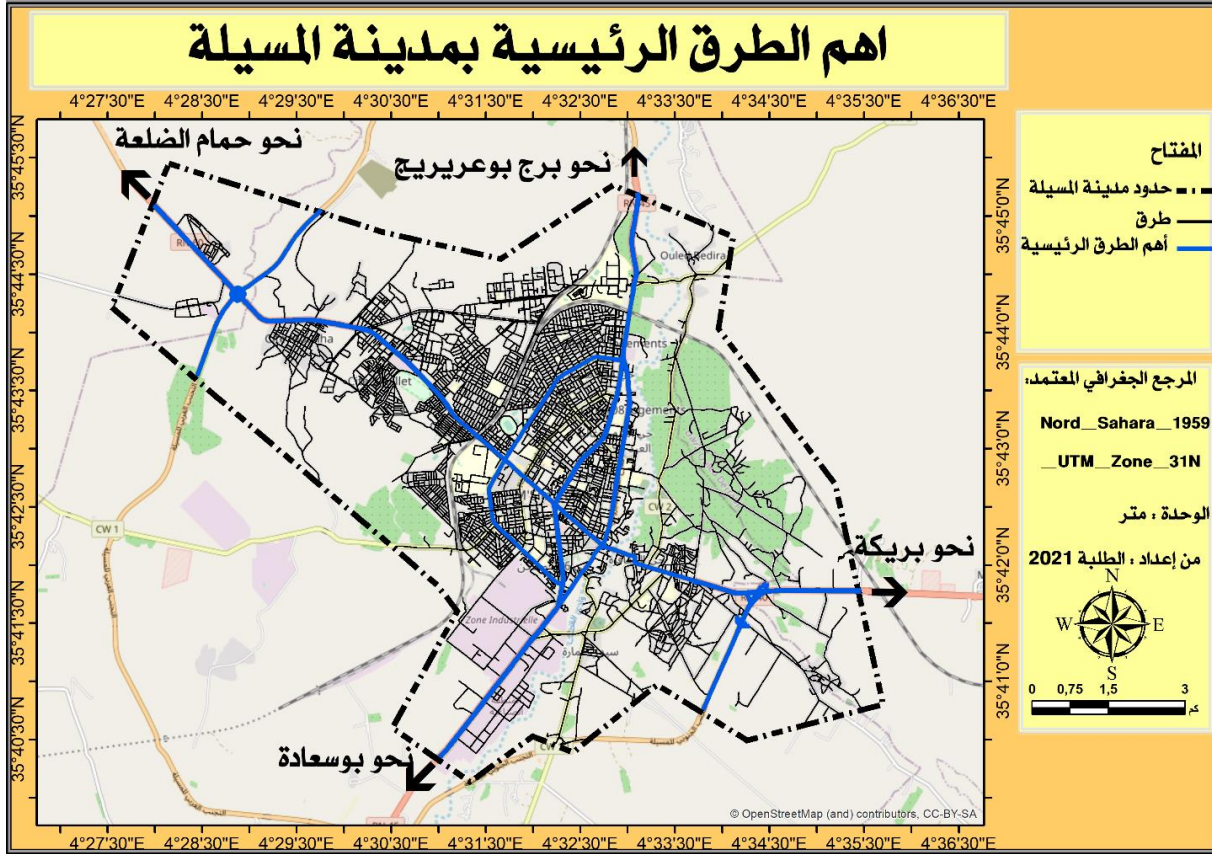 اهم الطرق الرئيسية بمدينة المسيلة
4°27'30"E 4°28'30"E 4°29'30"E 4°30'30"E 4°31'30"E 4°32'30"E 4°33'30"E 4°34'30"E 4°35'30"E 4°36'30"E
35°45'30"N
35°44'30"N
35°43'30"N
35°42'30"N
35°41'30"N
35°40'30"N
نحو حمام الضلعة
نحو برج بوعريريج
نحو بريكة
نحو بوسعادة
CW 1
CW 2
Zone Industrielle
35°45'0"N
35°44'0"N
35°43'0"N
35°42'0"N
35°41'0"N
© OpenStreetMap (and) contributors, CC-BY-SA
4°27'30"E 4°28'30"E 4°29'30"E 4°30'30"E 4°31'30"E 4°32'30"E 4°33'30"E 4°34'30"E 4°35'30"E 4°36'30"E
المفتاح
حدود مدينة المسيلة
طرق
أهم الطرق الرئيسية
المرجع الجغرافي المعتمد:
Nord__Sahara__1959
__UTM__Zone__31N
الوحدة : متر
من إعداد : الطلبة 2021
N
W E
S
0 0,75 1,5 3
كم